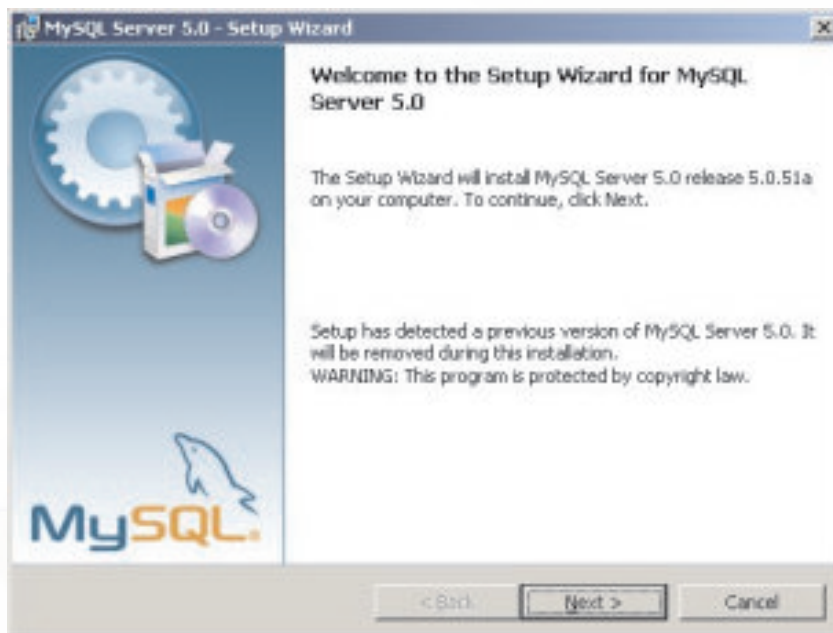 MySQL Server 5.0 - Setup Wizard
Welcome to the Setup Wizard for MySQL
Server 5.0
The Setup Wizard will install MySQL Server 5.0 release 5.0.51a
on your computer. To continue, click Next.
Setup has detected a previous version of MySQL Server 5.0. It
will be removed during this installation.
WARNING: This program is protected by copyright law.
MySQL®
< Back
Next >
Cancel